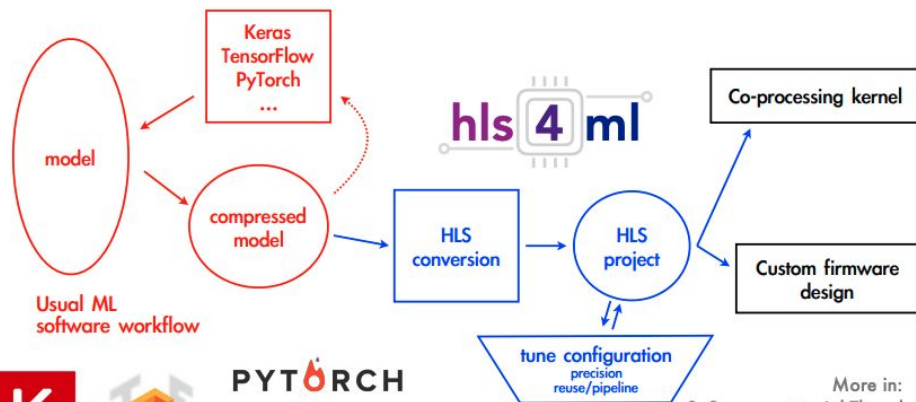 Keras
TensorFlow
PyTorch
...
model
compressed
model
Usual ML
software workflow
hls 4 ml
HLS
conversion
HLS
project
tune configuration
precision
reuse/pipeline
Co-processing kernel
Custom firmware
design
K
PYTORCH
More in: